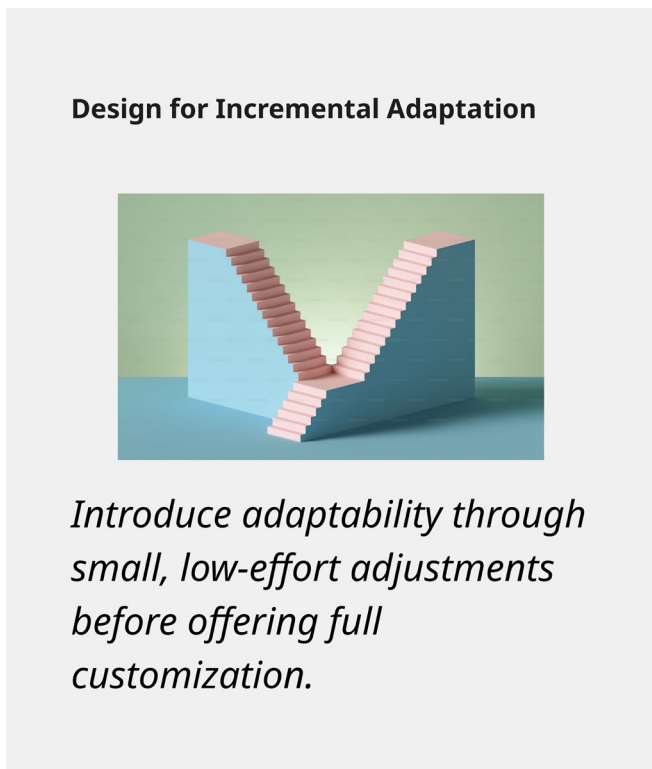 Design for Incremental Adaptation
Introduce adaptability through
small, low-effort adjustments
before offering full
customization.